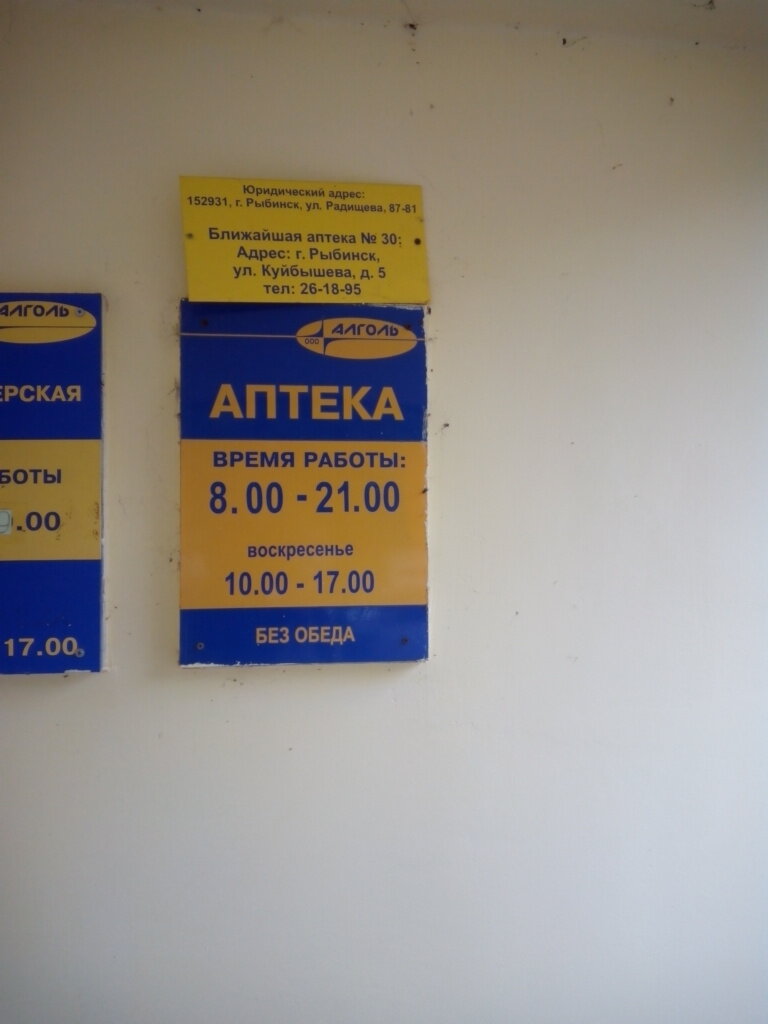 Юридический адрес:
152931, г. Рыбинск, ул. Радищева, 87-81
Ближайшая аптека № 30:
Адрес: г. Рыбинск,
ул. Куйбышева, д. 5
тел: 26-18-95
ООО АЛГОЛЬ
АПТЕКА
ВРЕМЯ РАБОТЫ:
8.00 - 21.00
воскресенье
10.00 - 17.00
БЕЗ ОБЕДА
АЛГОЛЬ
ЕРСКАЯ
БОТЫ
.00
17.00